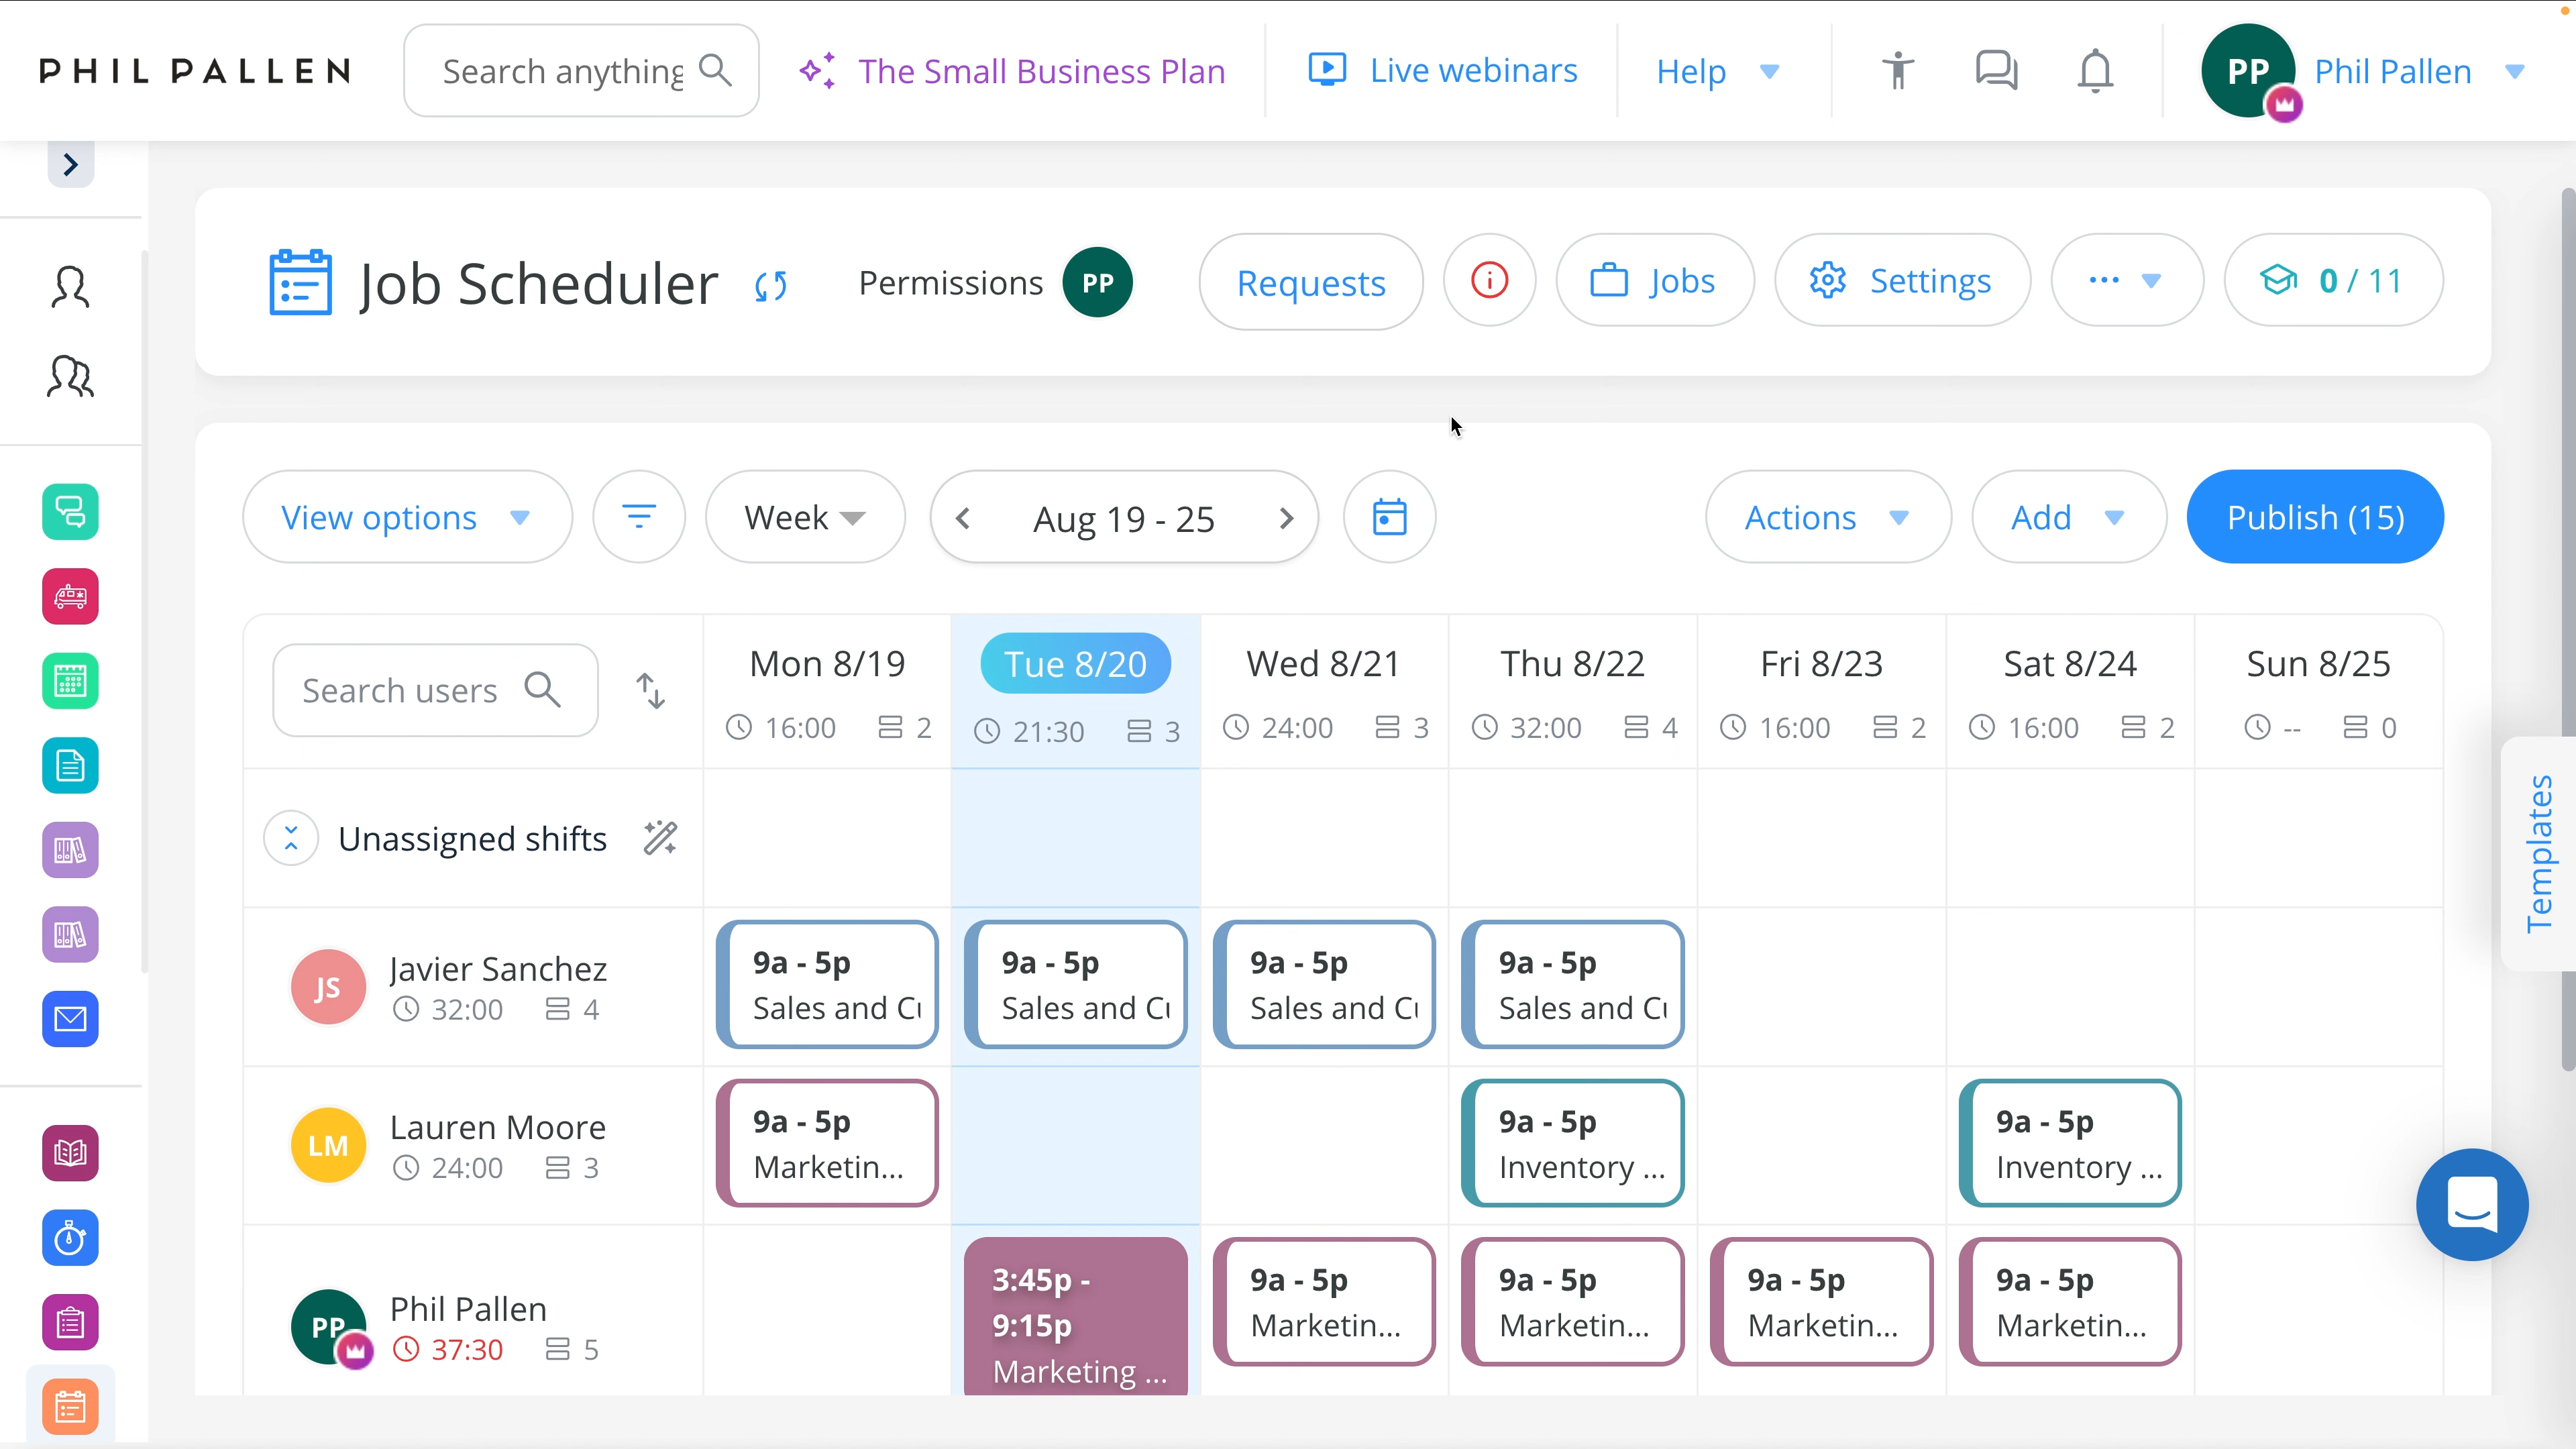 PHIL PALLEN
Search anything
The Small Business Plan
Live webinars
Help
PP
Phil Pallen
Job Scheduler
Permissions
PP
Requests
Jobs
Settings
0 / 11
View options
Week
Aug 19 - 25
Actions
Add
Publish (15)
Search users
Mon 8/19
Tue 8/20
Wed 8/21
Thu 8/22
Fri 8/23
Sat 8/24
Sun 8/25
16:00 2
21:30 3
24:00 3
32:00 4
16:00 2
16:00 2
-- 0
Templates
Unassigned shifts
JS
Javier Sanchez
32:00 4
9a - 5p
Sales and Cu
9a - 5p
Sales and Cu
9a - 5p
Sales and Cu
9a - 5p
Sales and Cu
LM
Lauren Moore
24:00 3
9a - 5p
Marketin...
9a - 5p
Inventory ...
9a - 5p
Inventory ...
PP
Phil Pallen
37:30 5
3:45p -
9:15p
Marketing ...
9a - 5p
Marketin...
9a - 5p
Marketin...
9a - 5p
Marketin...
9a - 5p
Marketin...